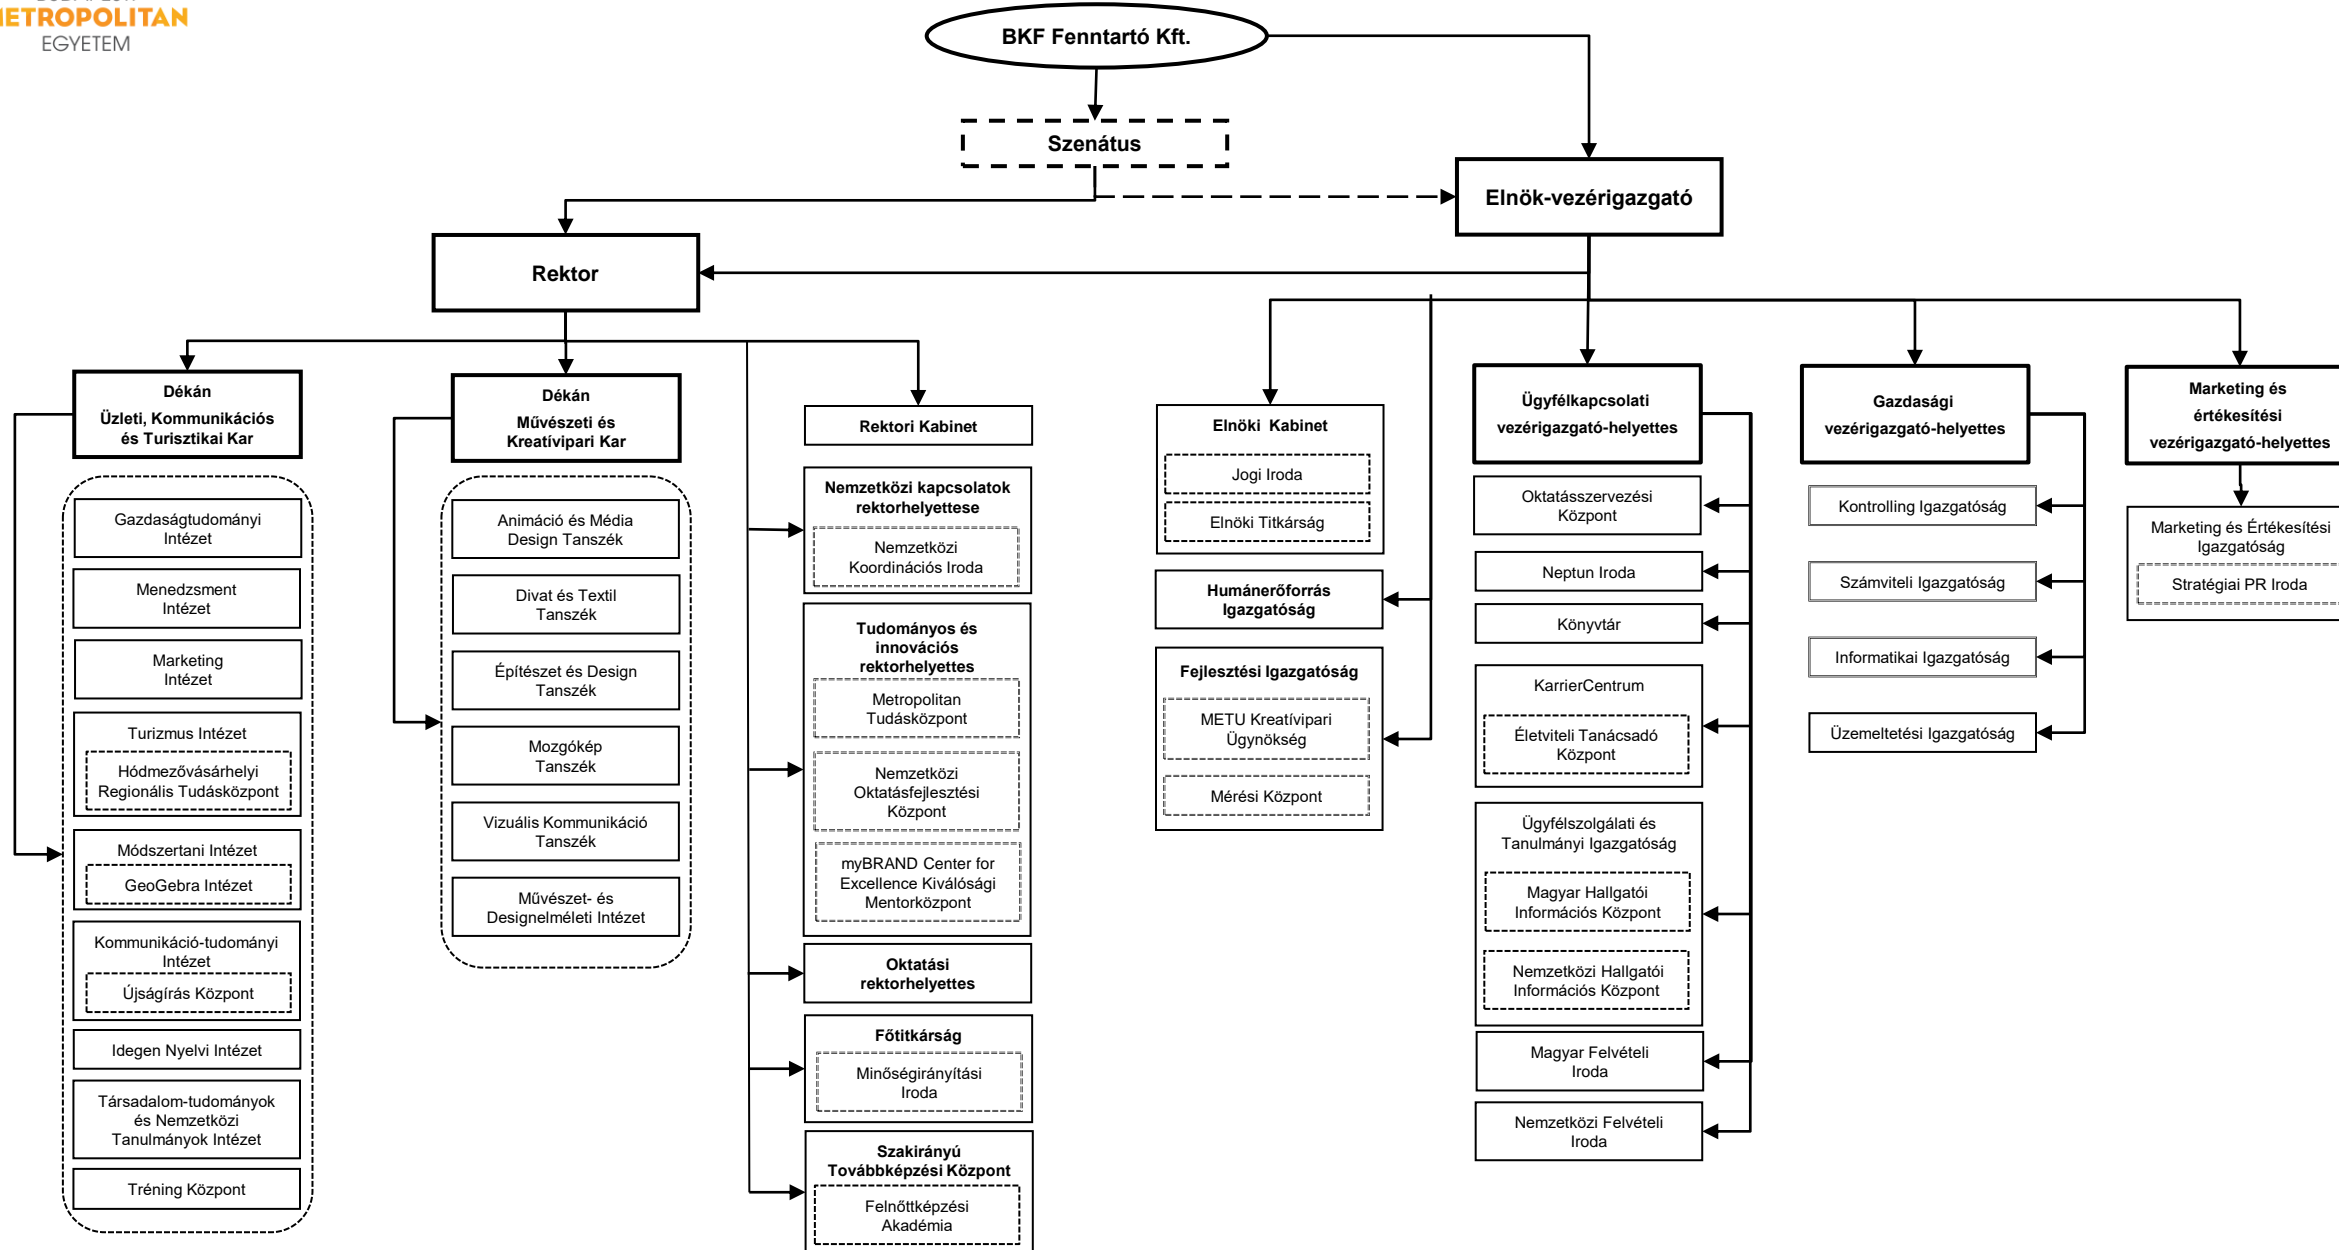 METROPOLITAN
EGYETEM
BKF Fenntartó Kft.
Szenátus
Elnök-vezérigazgató
Rektor
Dékán
Üzleti, Kommunikációs
és Turisztikai Kar
Gazdaságtudományi
Intézet
Menedzsment
Intézet
Marketing
Intézet
Turizmus Intézet
Hódmezővásárhelyi
Regionális Tudásközpont
Módszertani Intézet
GeoGebra Intézet
Kommunikáció-tudományi
Intézet
Újságírás Központ
Idegen Nyelvi Intézet
Társadalom-tudományok
és Nemzetközi
Tanulmányok Intézet
Tréning Központ
Dékán
Művészeti és
Kreatívipari Kar
Animáció és Média
Design Tanszék
Divat és Textil
Tanszék
Építészet és Design
Tanszék
Mozgókép
Tanszék
Vizuális Kommunikáció
Tanszék
Művészet- és
Designelméleti Intézet
Rektori Kabinet
Nemzetközi kapcsolatok
rektorhelyettese
Nemzetközi
Koordinációs Iroda
Tudományos és
innovációs
rektorhelyettes
Metropolitan
Tudásközpont
Nemzetközi
Oktatásfejlesztési
Központ
myBRAND Center for
Excellence Kiválósági
Mentorközpont
Oktatási
rektorhelyettes
Főtitkárság
Minőségirányítási
Iroda
Szakirányú
Továbbképzési Központ
Felnőttképzési
Akadémia
Elnöki Kabinet
Jogi Iroda
Elnöki Titkárság
Humánerőforrás
Igazgatóság
Fejlesztési Igazgatóság
METU Kreatívipari
Ügynökség
Mérési Központ
Ügyfélkapcsolati
vezérigazgató-helyettes
Oktatásszervezési
Központ
Neptun Iroda
Könyvtár
KarrierCentrum
Életviteli Tanácsadó
Központ
Ügyfélszolgálati és
Tanulmányi Igazgatóság
Magyar Hallgatói
Információs Központ
Nemzetközi Hallgatói
Információs Központ
Magyar Felvételi
Iroda
Nemzetközi Felvételi
Iroda
Gazdasági
vezérigazgató-helyettes
Kontrolling Igazgatóság
Számviteli Igazgatóság
Informatikai Igazgatóság
Üzemeltetési Igazgatóság
Marketing és
értékesítési
vezérigazgató-helyettes
Marketing és Értékesítési
Igazgatóság
Stratégiai PR Iroda